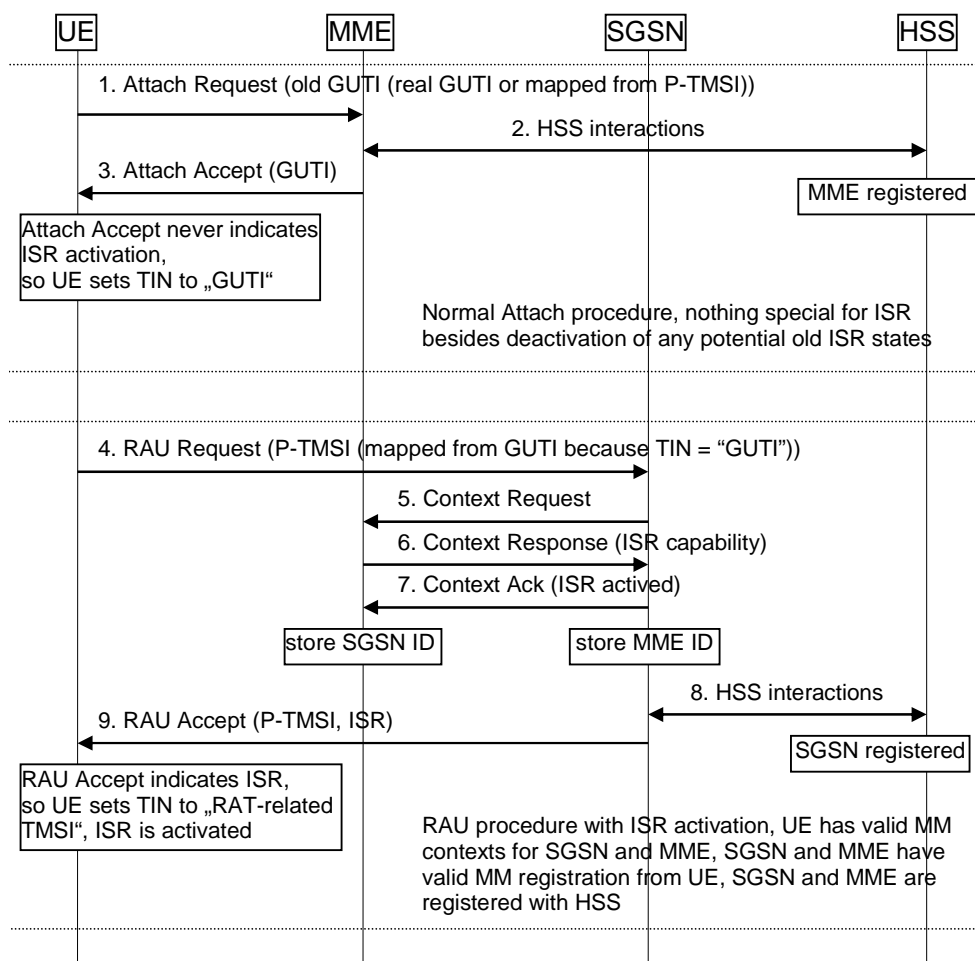 UE
MME
SGSN
HSS
1. Attach Request (old GUTI (real GUTI or mapped from P-TMSI))
2. HSS interactions
3. Attach Accept (GUTI)
MME registered
Attach Accept never indicates
ISR activation,
so UE sets TIN to „GUTI“
Normal Attach procedure, nothing special for ISR
besides deactivation of any potential old ISR states
4. RAU Request (P-TMSI (mapped from GUTI because TIN = “GUTI”))
5. Context Request
6. Context Response (ISR capability)
7. Context Ack (ISR actived)
store SGSN ID
store MME ID
8. HSS interactions
9. RAU Accept (P-TMSI, ISR)
SGSN registered
RAU Accept indicates ISR,
so UE sets TIN to „RAT-related
TMSI“, ISR is activated
RAU procedure with ISR activation, UE has valid MM
contexts for SGSN and MME, SGSN and MME have
valid MM registration from UE, SGSN and MME are
registered with HSS